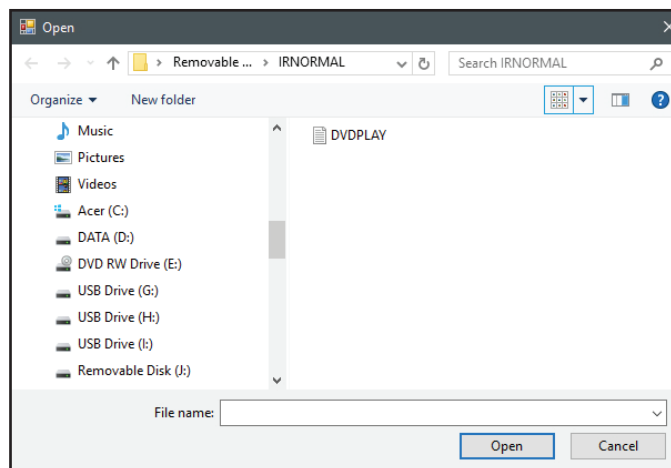 Open
Removable ... > IRNORMAL
Search IRNORMAL
Organize
New folder
Music
Pictures
Videos
Acer (C:)
DATA (D:)
DVD RW Drive (E:)
USB Drive (G:)
USB Drive (H:)
USB Drive (I:)
Removable Disk (J:)
DVDPLAY
File name:
Open
Cancel